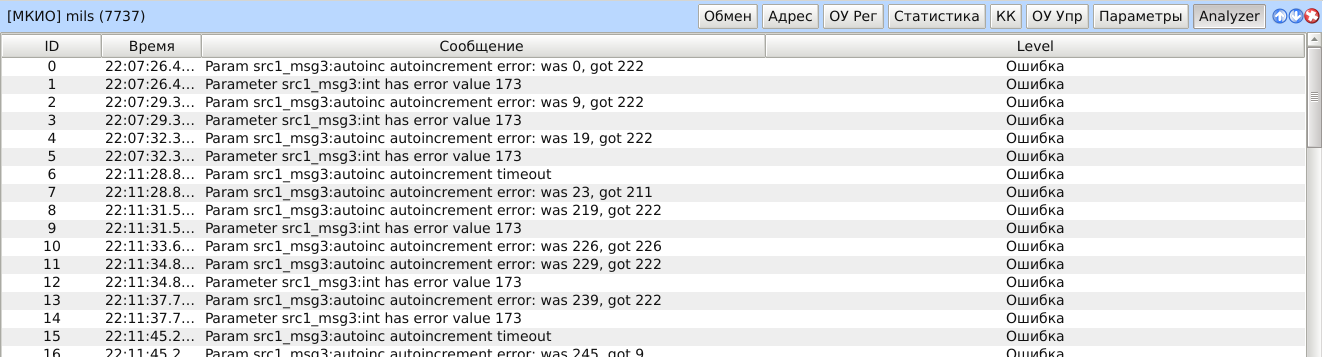 [МКИО] mils (7737) Обмен Адрес ОУ Рег Статистика КК ОУ Упр Параметры Analyzer
ID Время Сообщение Level
0 22:07:26.4... Param src1_msg3:autoinc autoincrement error: was 0, got 222 Ошибка
1 22:07:26.4... Parameter src1_msg3:int has error value 173 Ошибка
2 22:07:29.3... Param src1_msg3:autoinc autoincrement error: was 9, got 222 Ошибка
3 22:07:29.3... Parameter src1_msg3:int has error value 173 Ошибка
4 22:07:32.3... Param src1_msg3:autoinc autoincrement error: was 19, got 222 Ошибка
5 22:07:32.3... Parameter src1_msg3:int has error value 173 Ошибка
6 22:11:28.8... Param src1_msg3:autoinc autoincrement timeout Ошибка
7 22:11:28.8... Param src1_msg3:autoinc autoincrement error: was 23, got 211 Ошибка
8 22:11:31.5... Param src1_msg3:autoinc autoincrement error: was 219, got 222 Ошибка
9 22:11:31.5... Parameter src1_msg3:int has error value 173 Ошибка
10 22:11:33.6... Param src1_msg3:autoinc autoincrement error: was 226, got 226 Ошибка
11 22:11:34.8... Param src1_msg3:autoinc autoincrement error: was 229, got 222 Ошибка
12 22:11:34.8... Parameter src1_msg3:int has error value 173 Ошибка
13 22:11:37.7... Param src1_msg3:autoinc autoincrement error: was 239, got 222 Ошибка
14 22:11:37.7... Parameter src1_msg3:int has error value 173 Ошибка
15 22:11:45.2... Param src1_msg3:autoinc autoincrement timeout Ошибка
16 22:11:45.2... Param src1_msg3:autoinc autoincrement error: was 245, got 9 Ошибка